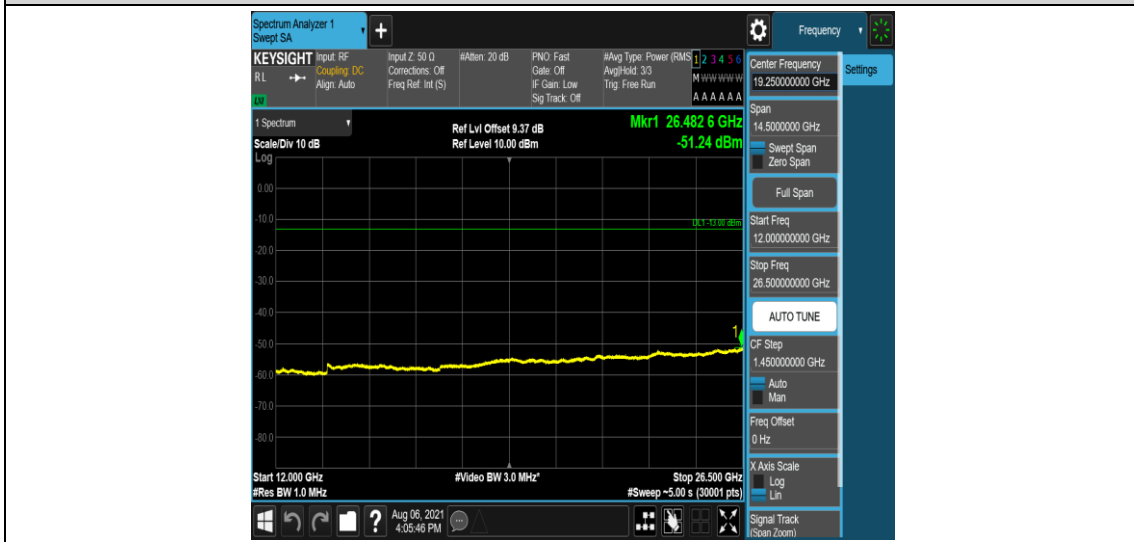 Spectrum Analyzer 1
Swept SA
+
Frequency
KEYSIGHT
RL
Input: RF
Coupling: DC
Align: Auto
Input Z: 50 Ω
Corrections: Off
Freq Ref: Int (S)
#Atten: 20 dB
PNO: Fast
Gate: Off
IF Gain: Low
Sig Track: Off
#Avg Type: Power (RMS
Avg|Hold: 3/3
Trig: Free Run
1 2 3 4 5 6
M W W W W W
A A A A A A
1 Spectrum
Scale/Div 10 dB
Log
Ref Lvl Offset 9.37 dB
Ref Level 10.00 dBm
Mkr1 26.482 6 GHz
-51.24 dBm
0.00
-10.0
DL1 -13.00 dBm
-20.0
-30.0
-40.0
1
-50.0
-60.0
-70.0
-80.0
Start 12.000 GHz
#Res BW 1.0 MHz
#Video BW 3.0 MHz*
Stop 26.500 GHz
#Sweep ~5.00 s (30001 pts)
Aug 06, 2021
4:05:46 PM
Center Frequency
19.250000000 GHz
Settings
Span
14.5000000 GHz
Swept Span
Zero Span
Full Span
Start Freq
12.000000000 GHz
Stop Freq
26.500000000 GHz
AUTO TUNE
CF Step
1.450000000 GHz
Auto
Man
Freq Offset
0 Hz
X Axis Scale
Log
Lin
Signal Track
(Span Zoom)